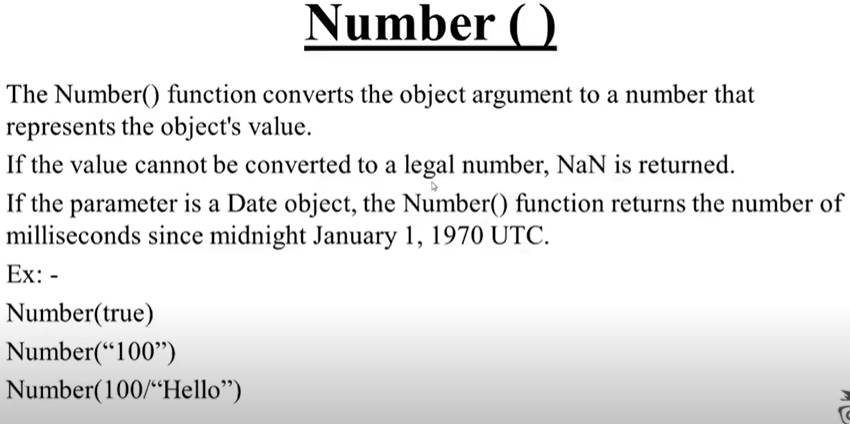 Number ( )
The Number() function converts the object argument to a number that
represents the object's value.
If the value cannot be converted to a legal number, NaN is returned.
If the parameter is a Date object, the Number() function returns the number of
milliseconds since midnight January 1, 1970 UTC.
Ex: -
Number(true)
Number(“100”)
Number(100/“Hello”)